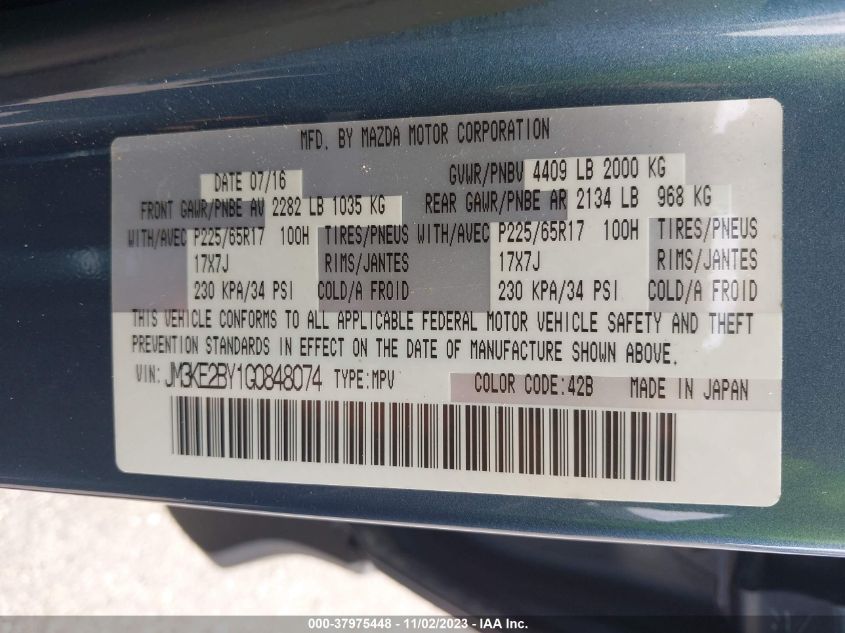 MFD. BY MAZDA MOTOR CORPORATION
DATE 07/16 GVWR/PNBV 4409 LB 2000 KG
FRONT GAWR/PNBE AV 2282 LB 1035 KG REAR GAWR/PNBE AR 2134 LB 968 KG
WITH/AVEC P225/65R17 100H TIRES/PNEUS WITH/AVEC P225/65R17 100H TIRES/PNEUS
17X7J RIMS/JANTES 17X7J RIMS/JANTES
230 KPA/34 PSI COLD/A FROID 230 KPA/34 PSI COLD/A FROID
THIS VEHICLE CONFORMS TO ALL APPLICABLE FEDERAL MOTOR VEHICLE SAFETY AND THEFT
PREVENTION STANDARDS IN EFFECT ON THE DATE OF MANUFACTURE SHOWN ABOVE.
VIN: JM3KE2BY1G0848074 TYPE:MPV COLOR CODE:42B MADE IN JAPAN
000-37975448 - 11/02/2023 - IAA Inc.